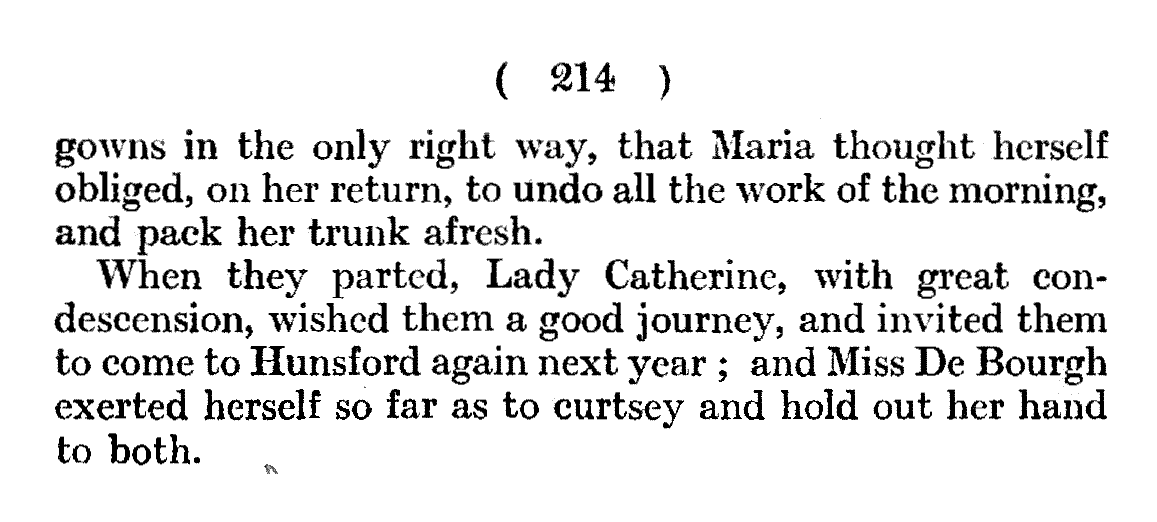 ( 214 )
gowns in the only right way, that Maria thought herself
obliged, on her return, to undo all the work of the morning,
and pack her trunk afresh.
When they parted, Lady Catherine, with great con-
descension, wished them a good journey, and invited them
to come to Hunsford again next year ; and Miss De Bourgh
exerted herself so far as to curtsey and hold out her hand
to both.